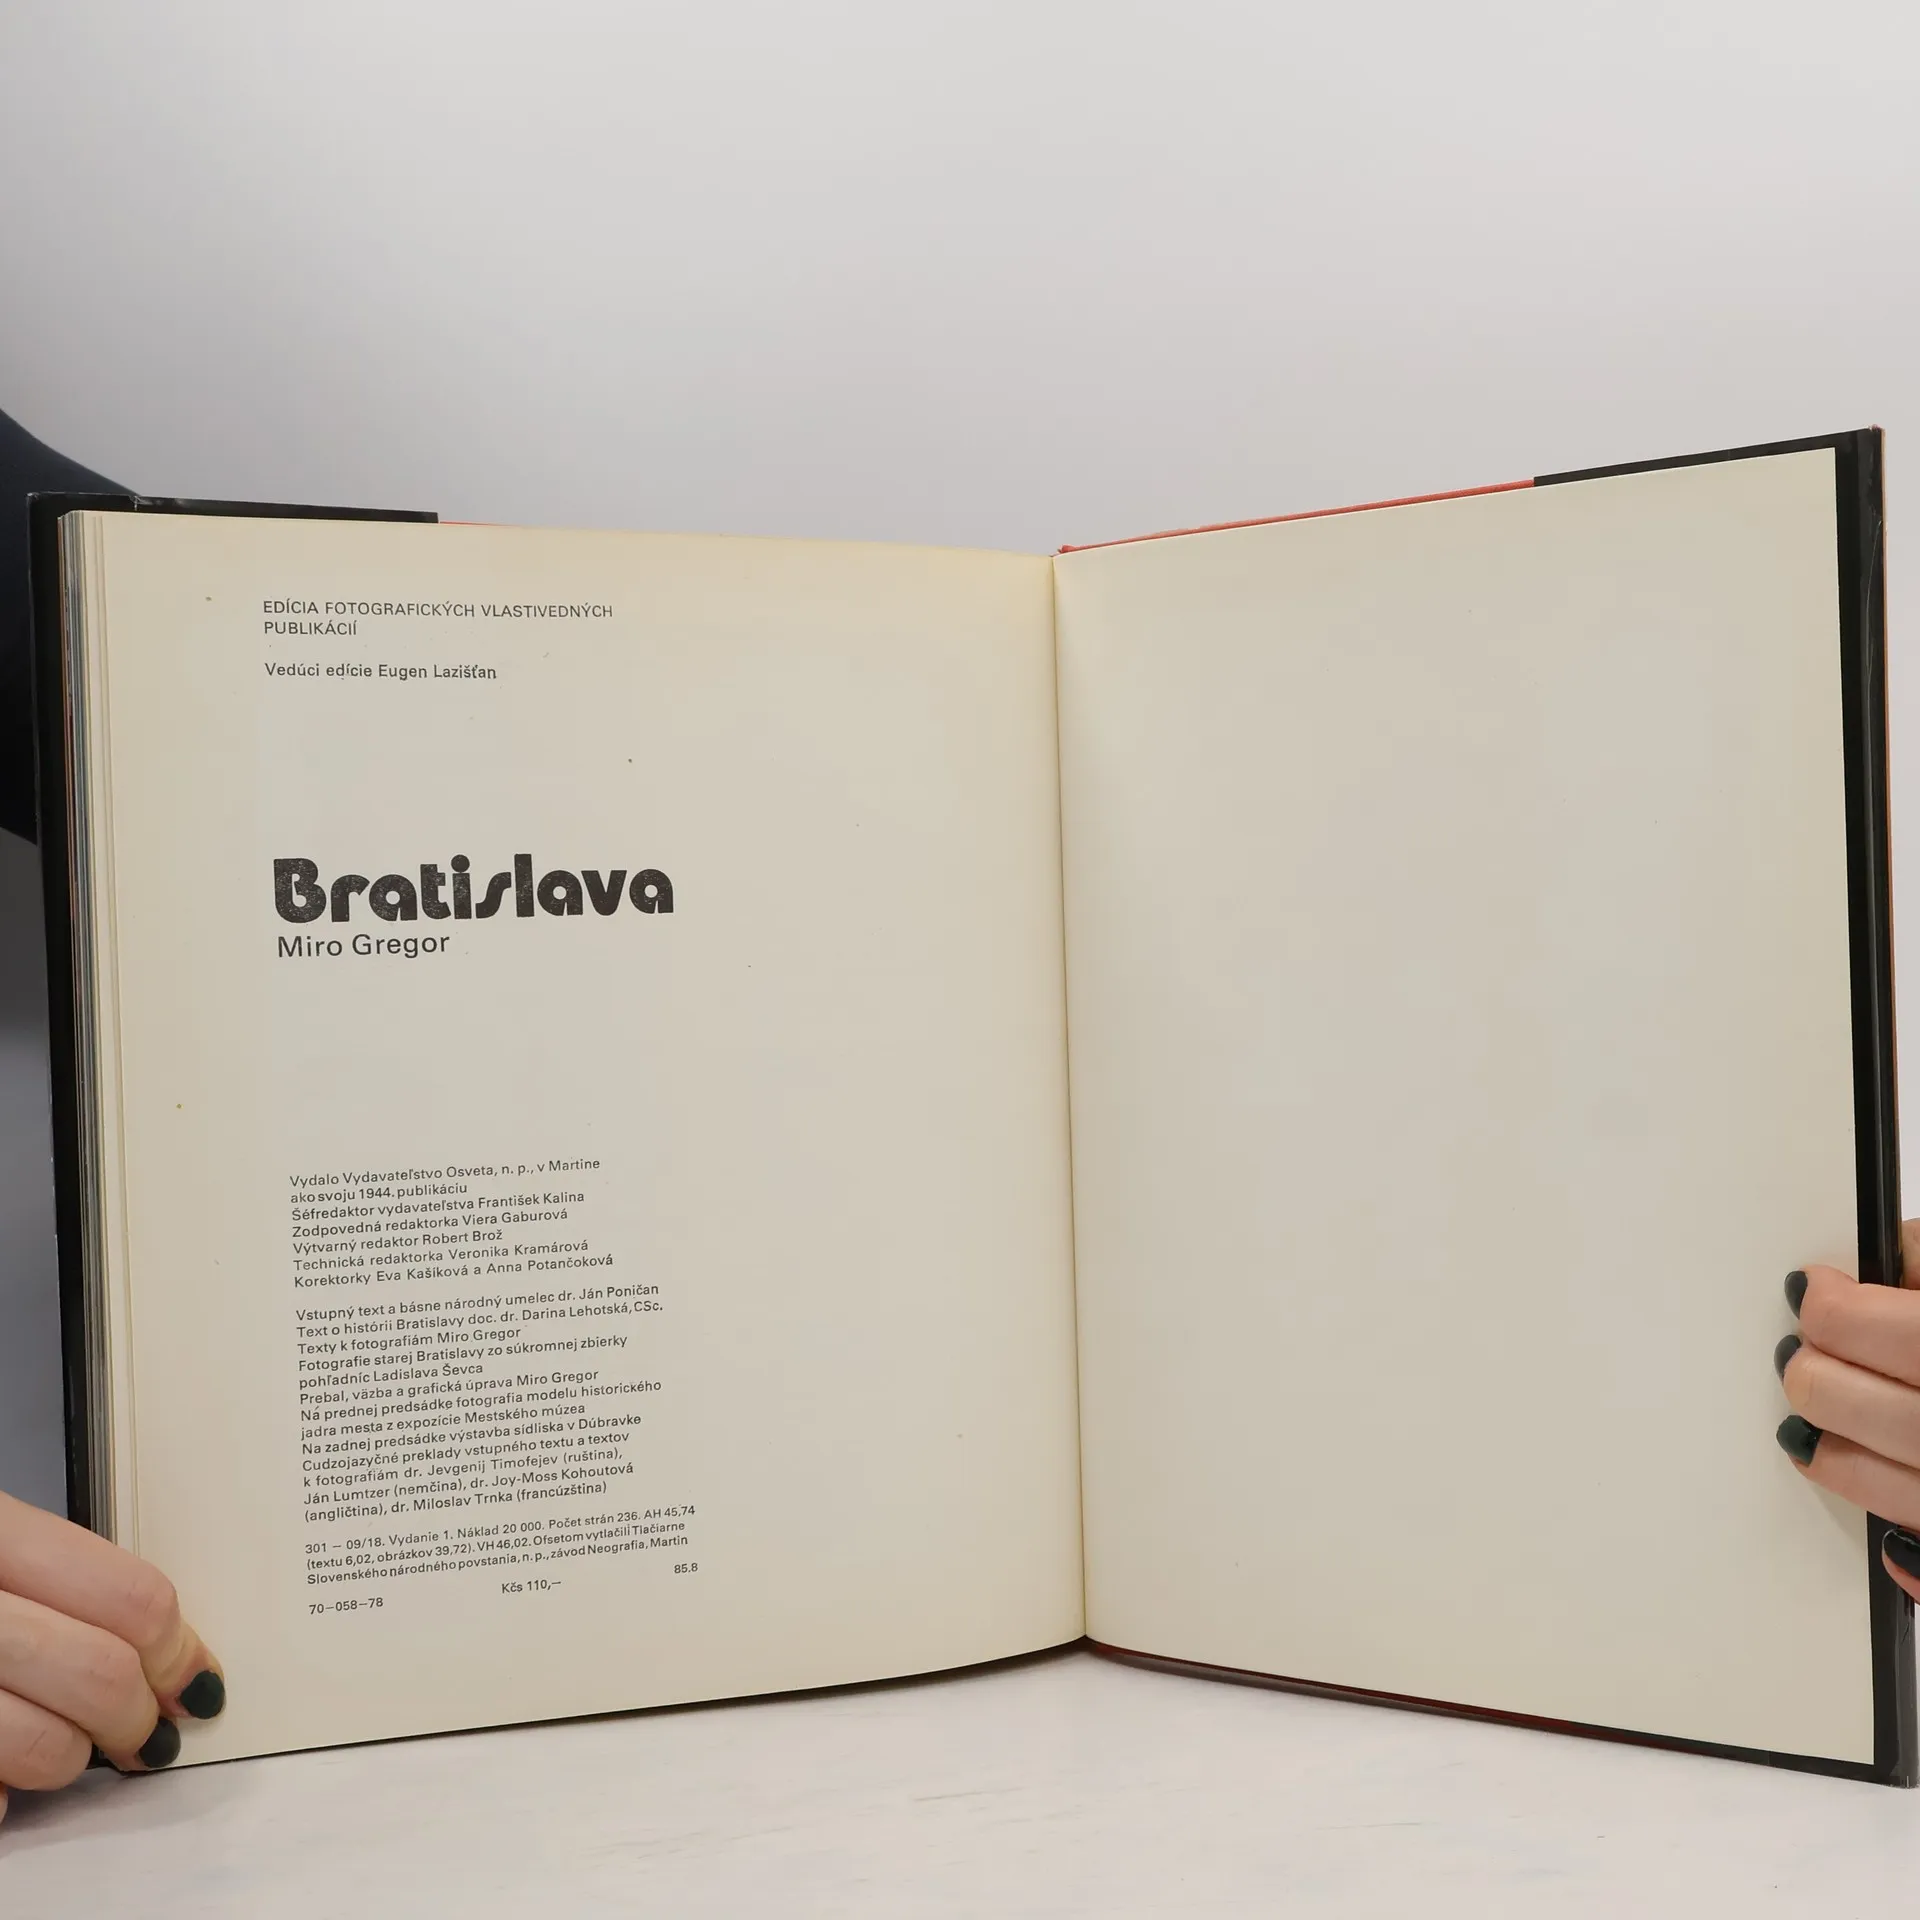 EDÍCIA FOTOGRAFICKÝCH VLASTIVEDNÝCH
PUBLIKÁCIÍ
Vedúci edície Eugen Lazišťan
Bratislava
Miro Gregor
Vydalo Vydavateľstvo Osveta, n. p., v Martine
ako svoju 1944. publikáciu
Šéfredaktor vydavateľstva František Kalina
Zodpovedná redaktorka Viera Gaburová
Výtvarný redaktor Robert Brož
Technická redaktorka Veronika Kramárová
Korektorky Eva Kašíková a Anna Potančoková
Vstupný text a básne národný umelec dr. Ján Poničan
Text o histórii Bratislavy doc. dr. Darina Lehotská, CSc.
Texty k fotografiám Miro Gregor
Fotografie starej Bratislavy zo súkromnej zbierky
pohľadníc Ladislava Ševca
Prebal, väzba a grafická úprava Miro Gregor
Na prednej predsádke fotografia modelu historického
jadra mesta z expozície Mestského múzea
Na zadnej predsádke výstavba sídliska v Dúbravke
Cudzojazyčné preklady vstupného textu a textov
k fotografiám dr. Jevgenij Timofejev (ruština),
Ján Lumtzer (nemčina), dr. Joy-Moss Kohoutová
(angličtina), dr. Miloslav Trnka (francúzština)
301 – 09/18. Vydanie 1. Náklad 20 000. Počet strán 236. AH 45,74
(textu 6,02, obrázkov 39,72). VH 46,02. Ofsetom vytlačili Tlačiarne
Slovenského národného povstania, n. p., závod Neografia, Martin
85.8
Kčs 110,—
70–058–78